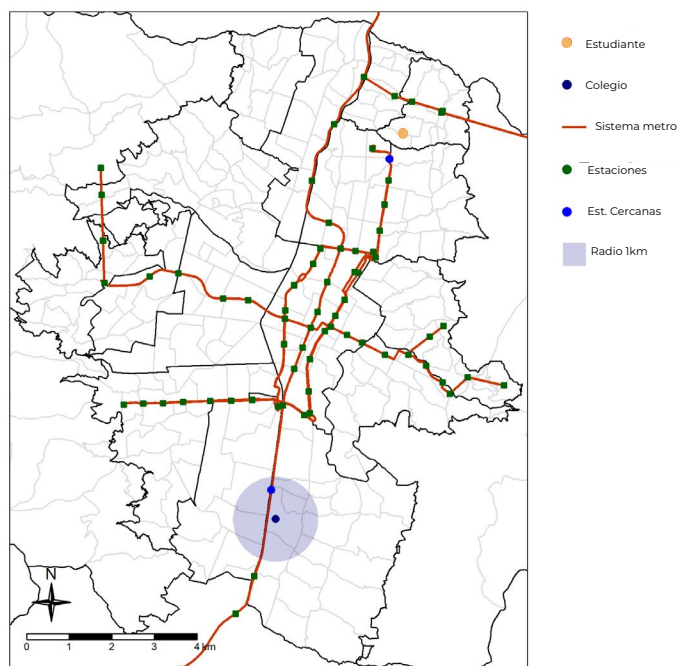 Estudiante
Colegio
Sistema metro
Estaciones
Est. Cercanas
Radio 1km
N
0 1 2 3 4 km